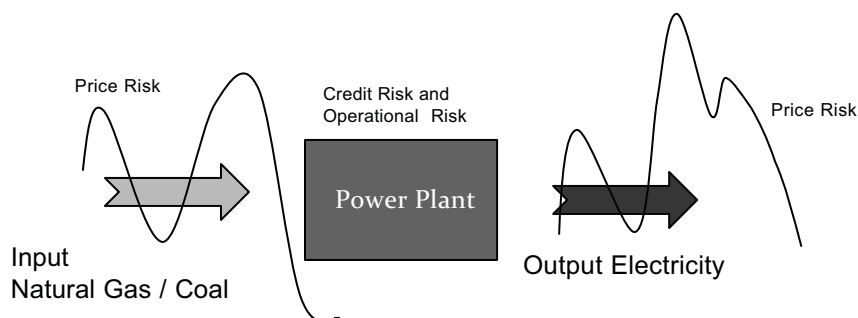 Price Risk
Input
Natural Gas / Coal
Credit Risk and
Operational Risk
Power Plant
Output Electricity
Price Risk